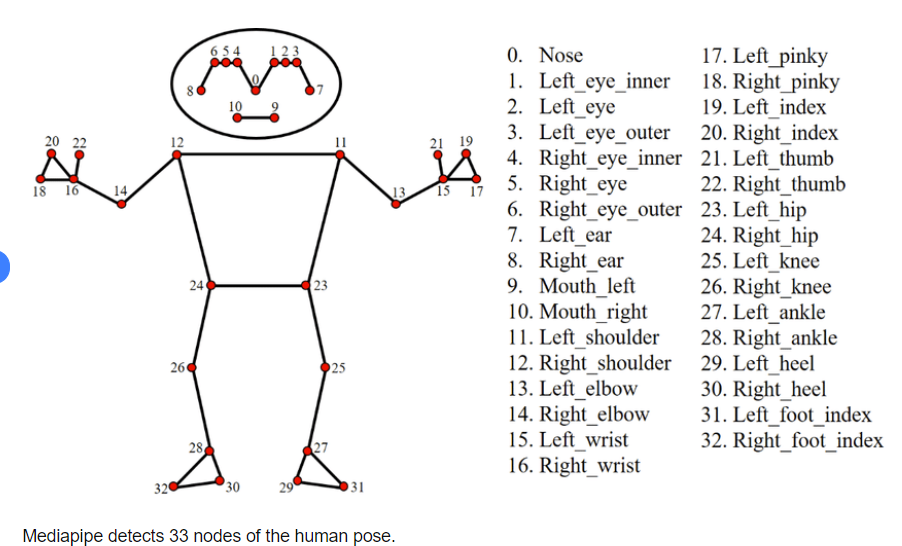 6 5 4 1 2 3
8 0 7
10 9
20 22 12 11 21 19
18 16 14 13 15 17
24 23
26 25
28 27
32 30 29 31
0. Nose
1. Left_eye_inner
2. Left_eye
3. Left_eye_outer
4. Right_eye_inner
5. Right_eye
6. Right_eye_outer
7. Left_ear
8. Right_ear
9. Mouth_left
10. Mouth_right
11. Left_shoulder
12. Right_shoulder
13. Left_elbow
14. Right_elbow
15. Left_wrist
16. Right_wrist
17. Left_pinky
18. Right_pinky
19. Left_index
20. Right_index
21. Left_thumb
22. Right_thumb
23. Left_hip
24. Right_hip
25. Left_knee
26. Right_knee
27. Left_ankle
28. Right_ankle
29. Left_heel
30. Right_heel
31. Left_foot_index
32. Right_foot_index
Mediapipe detects 33 nodes of the human pose.